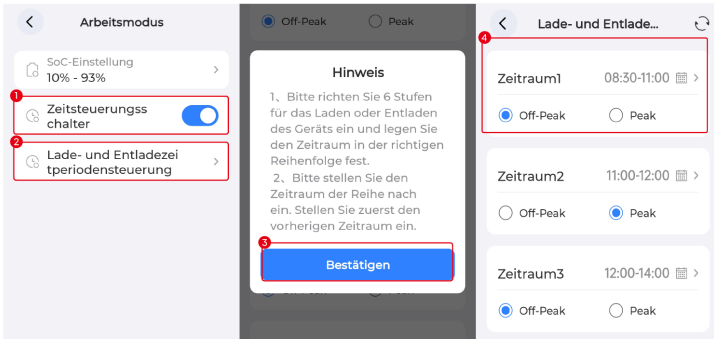 Arbeitsmodus
SoC-Einstellung
10% - 93%
1
Zeitsteuerungss
chalter
2
Lade- und Entladezei
tperiodensteuerung
Off-Peak
Peak
Hinweis
1、Bitte richten Sie 6 Stufen
für das Laden oder Entladen
des Geräts ein und legen Sie
den Zeitraum in der richtigen
Reihenfolge fest.
2、Bitte stellen Sie den
Zeitraum der Reihe nach
ein. Stellen Sie zuerst den
vorherigen Zeitraum ein.
3
Bestätigen
Lade- und Entlade...
4
Zeitraum1 08:30-11:00
Off-Peak Peak
Zeitraum2 11:00-12:00
Off-Peak Peak
Zeitraum3 12:00-14:00
Off-Peak Peak